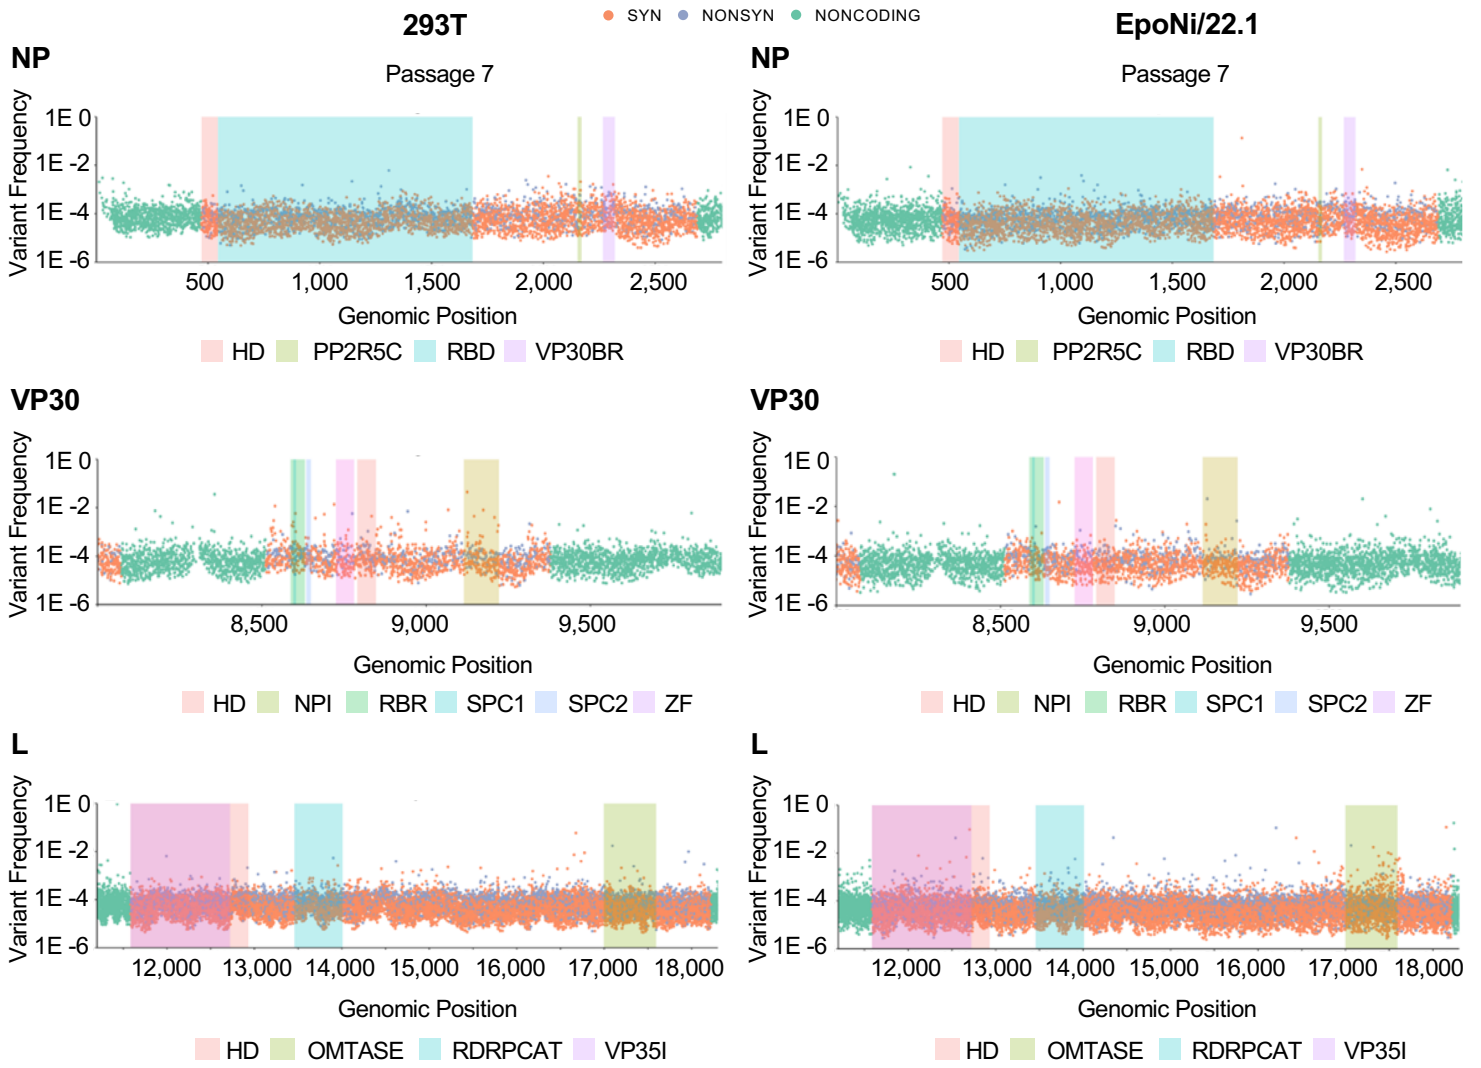 293T
SYN NONSYN NONCODING
EpoNi/22.1
NP
Passage 7
Variant Frequency
1E 0
1E -2
1E -4
1E -6
500 1,000 1,500 2,000 2,500
Genomic Position
HD PP2R5C RBD VP30BR
NP
Passage 7
Variant Frequency
1E 0
1E -2
1E -4
1E -6
500 1,000 1,500 2,000 2,500
Genomic Position
HD PP2R5C RBD VP30BR
VP30
Variant Frequency
1E 0
1E -2
1E -4
1E -6
8,500 9,000 9,500
Genomic Position
HD NPI RBR SPC1 SPC2 ZF
VP30
Variant Frequency
1E 0
1E -2
1E -4
1E -6
8,500 9,000 9,500
Genomic Position
HD NPI RBR SPC1 SPC2 ZF
L
Variant Frequency
1E 0
1E -2
1E -4
1E -6
12,000 13,000 14,000 15,000 16,000 17,000 18,000
Genomic Position
HD OMTASE RDRPCAT VP35I
L
Variant Frequency
1E 0
1E -2
1E -4
1E -6
12,000 13,000 14,000 15,000 16,000 17,000 18,000
Genomic Position
HD OMTASE RDRPCAT VP35I